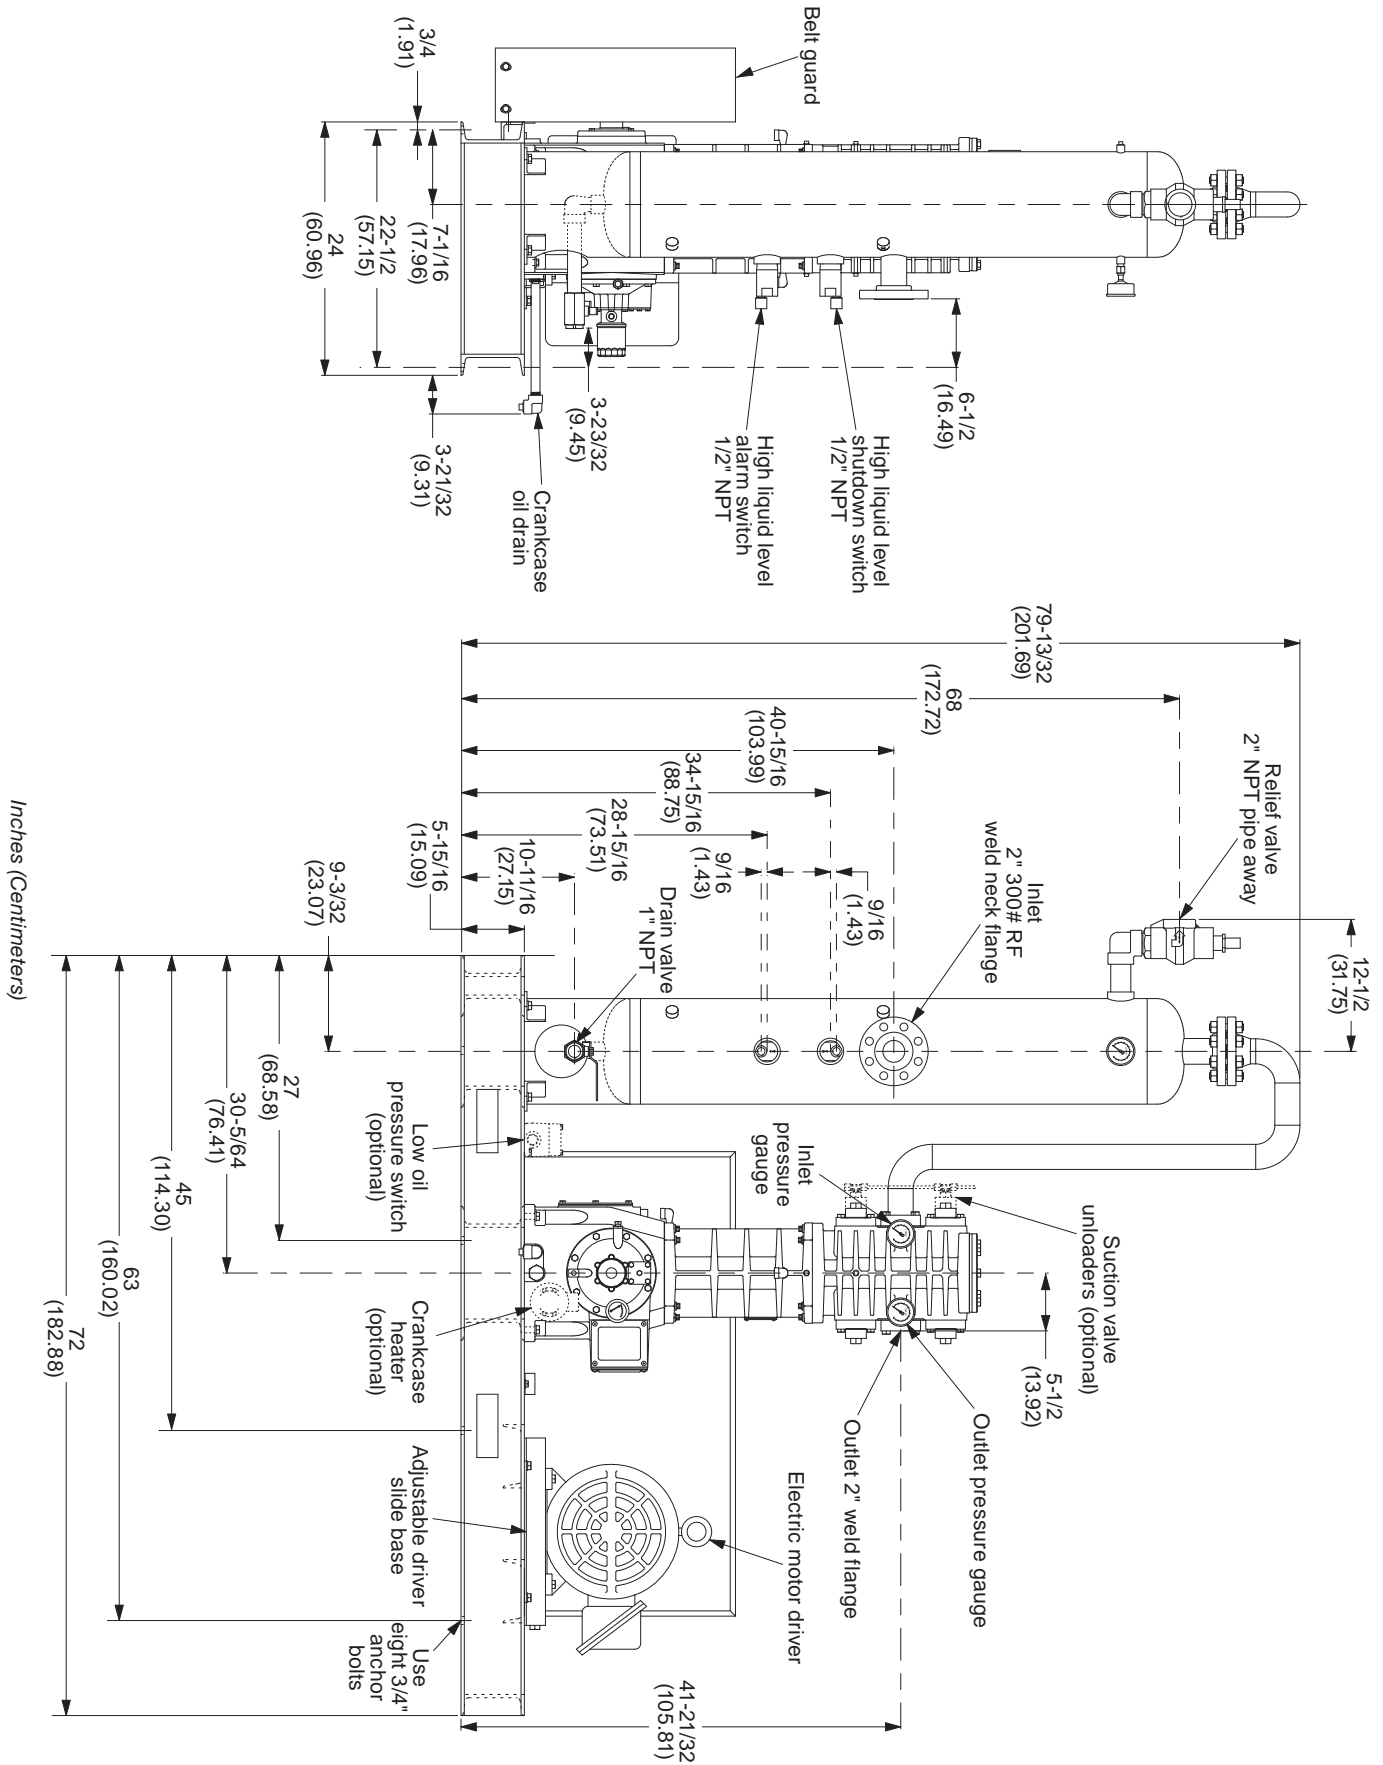 Belt guard
3/4
(1.91)
7-1/16
(17.96)
22-1/2
(57.15)
24
(60.96)
6-1/2
(16.49)
High liquid level
shutdown switch
1/2" NPT
High liquid level
alarm switch
1/2" NPT
3-23/32
(9.45)
Crankcase
oil drain
3-21/32
(9.31)
79-13/32
(201.69)
68
(172.72)
40-15/16
(103.99)
34-15/16
(88.75)
28-15/16
(73.51)
10-11/16
(27.15)
5-15/16
(15.09)
9/16
(1.43)
9/16
(1.43)
Relief valve
2" NPT pipe away
12-1/2
(31.75)
Inlet
2" 300# RF
weld neck flange
Drain valve
1" NPT
9-3/32
(23.07)
27
(68.58)
30-5/64
(76.41)
45
(114.30)
63
(160.02)
72
(182.88)
Inlet
pressure
gauge
Suction valve
unloaders (optional)
5-1/2
(13.92)
Outlet pressure gauge
Outlet 2" weld flange
Electric motor driver
Low oil
pressure switch
(optional)
Crankcase
heater
(optional)
Adjustable driver
slide base
Use
eight 3/4"
anchor
bolts
41-21/32
(105.81)
Inches (Centimeters)